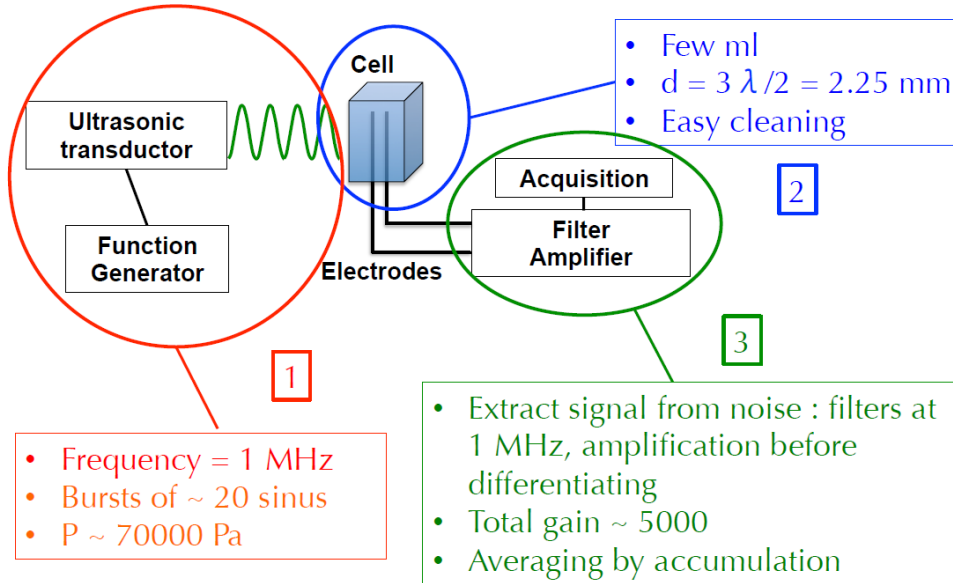 Cell
Ultrasonic
transductor
Function
Generator
Electrodes
Acquisition
Filter
Amplifier
• Few ml
• d = 3 λ/2 = 2.25 mm
• Easy cleaning
2
1
• Frequency = 1 MHz
• Bursts of ~ 20 sinus
• P ~ 70000 Pa
3
• Extract signal from noise : filters at
1 MHz, amplification before
differentiating
• Total gain ~ 5000
• Averaging by accumulation